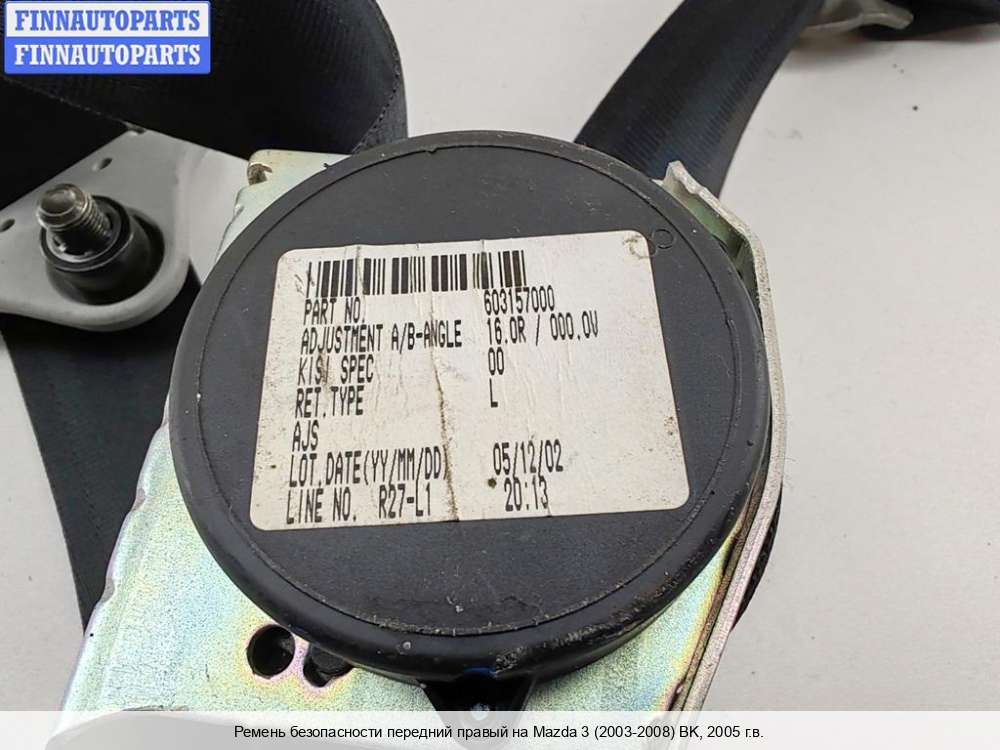 FINNAUTOPARTS
FINNAUTOPARTS
PART NO. 603157000
ADJUSTMENT A/B-ANGLE 16.0R / 000.0V
KISI SPEC 00
RET.TYPE L
AJS
LOT.DATE(YY/MM/DD) 05/12/02
LINE NO. R27-L1 20:13
Ремень безопасности передний правый на Mazda 3 (2003-2008) BK, 2005 г.в.